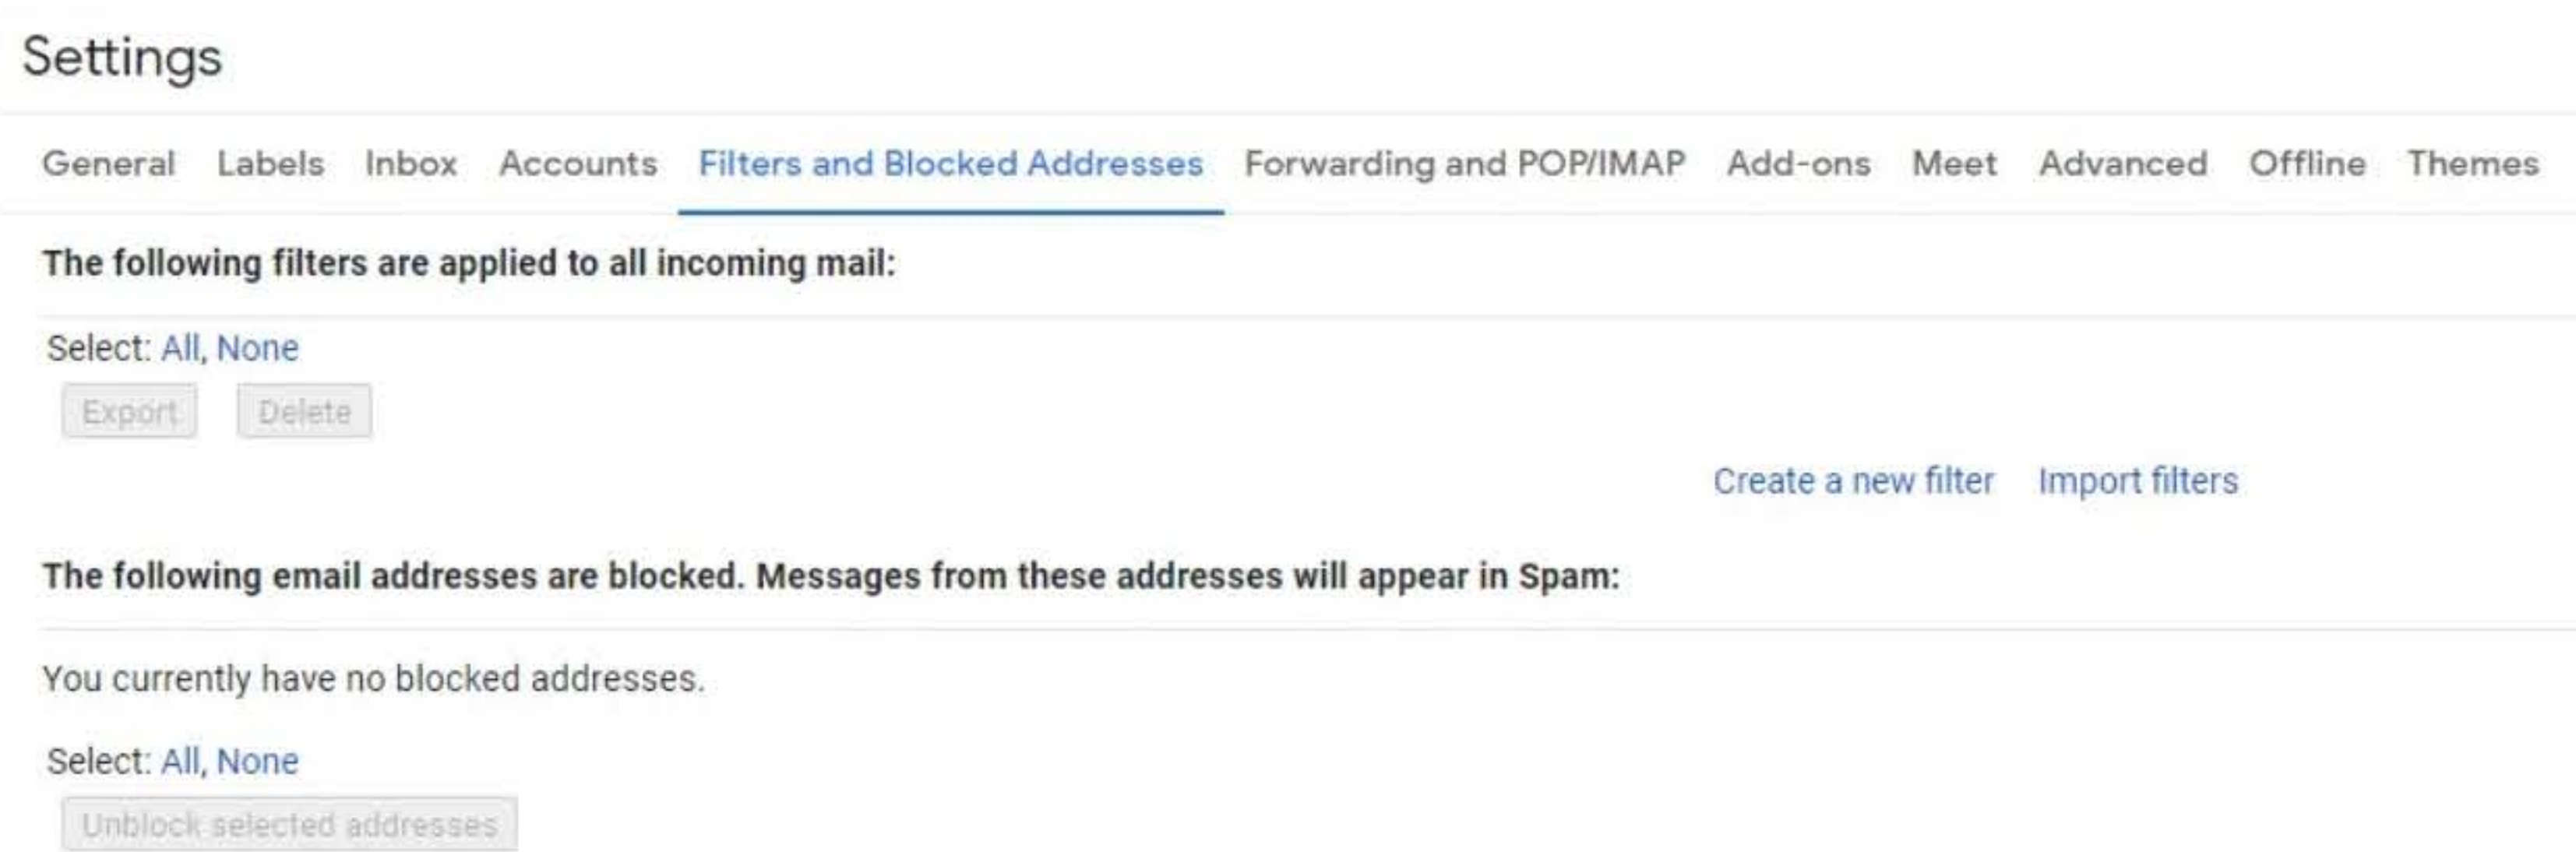 Settings
General Labels Inbox Accounts Filters and Blocked Addresses Forwarding and POP/IMAP Add-ons Meet Advanced Offline Themes
The following filters are applied to all incoming mail:
Select: All, None
Export Delete
Create a new filter Import filters
The following email addresses are blocked. Messages from these addresses will appear in Spam:
You currently have no blocked addresses.
Select: All, None
Unblock selected addresses